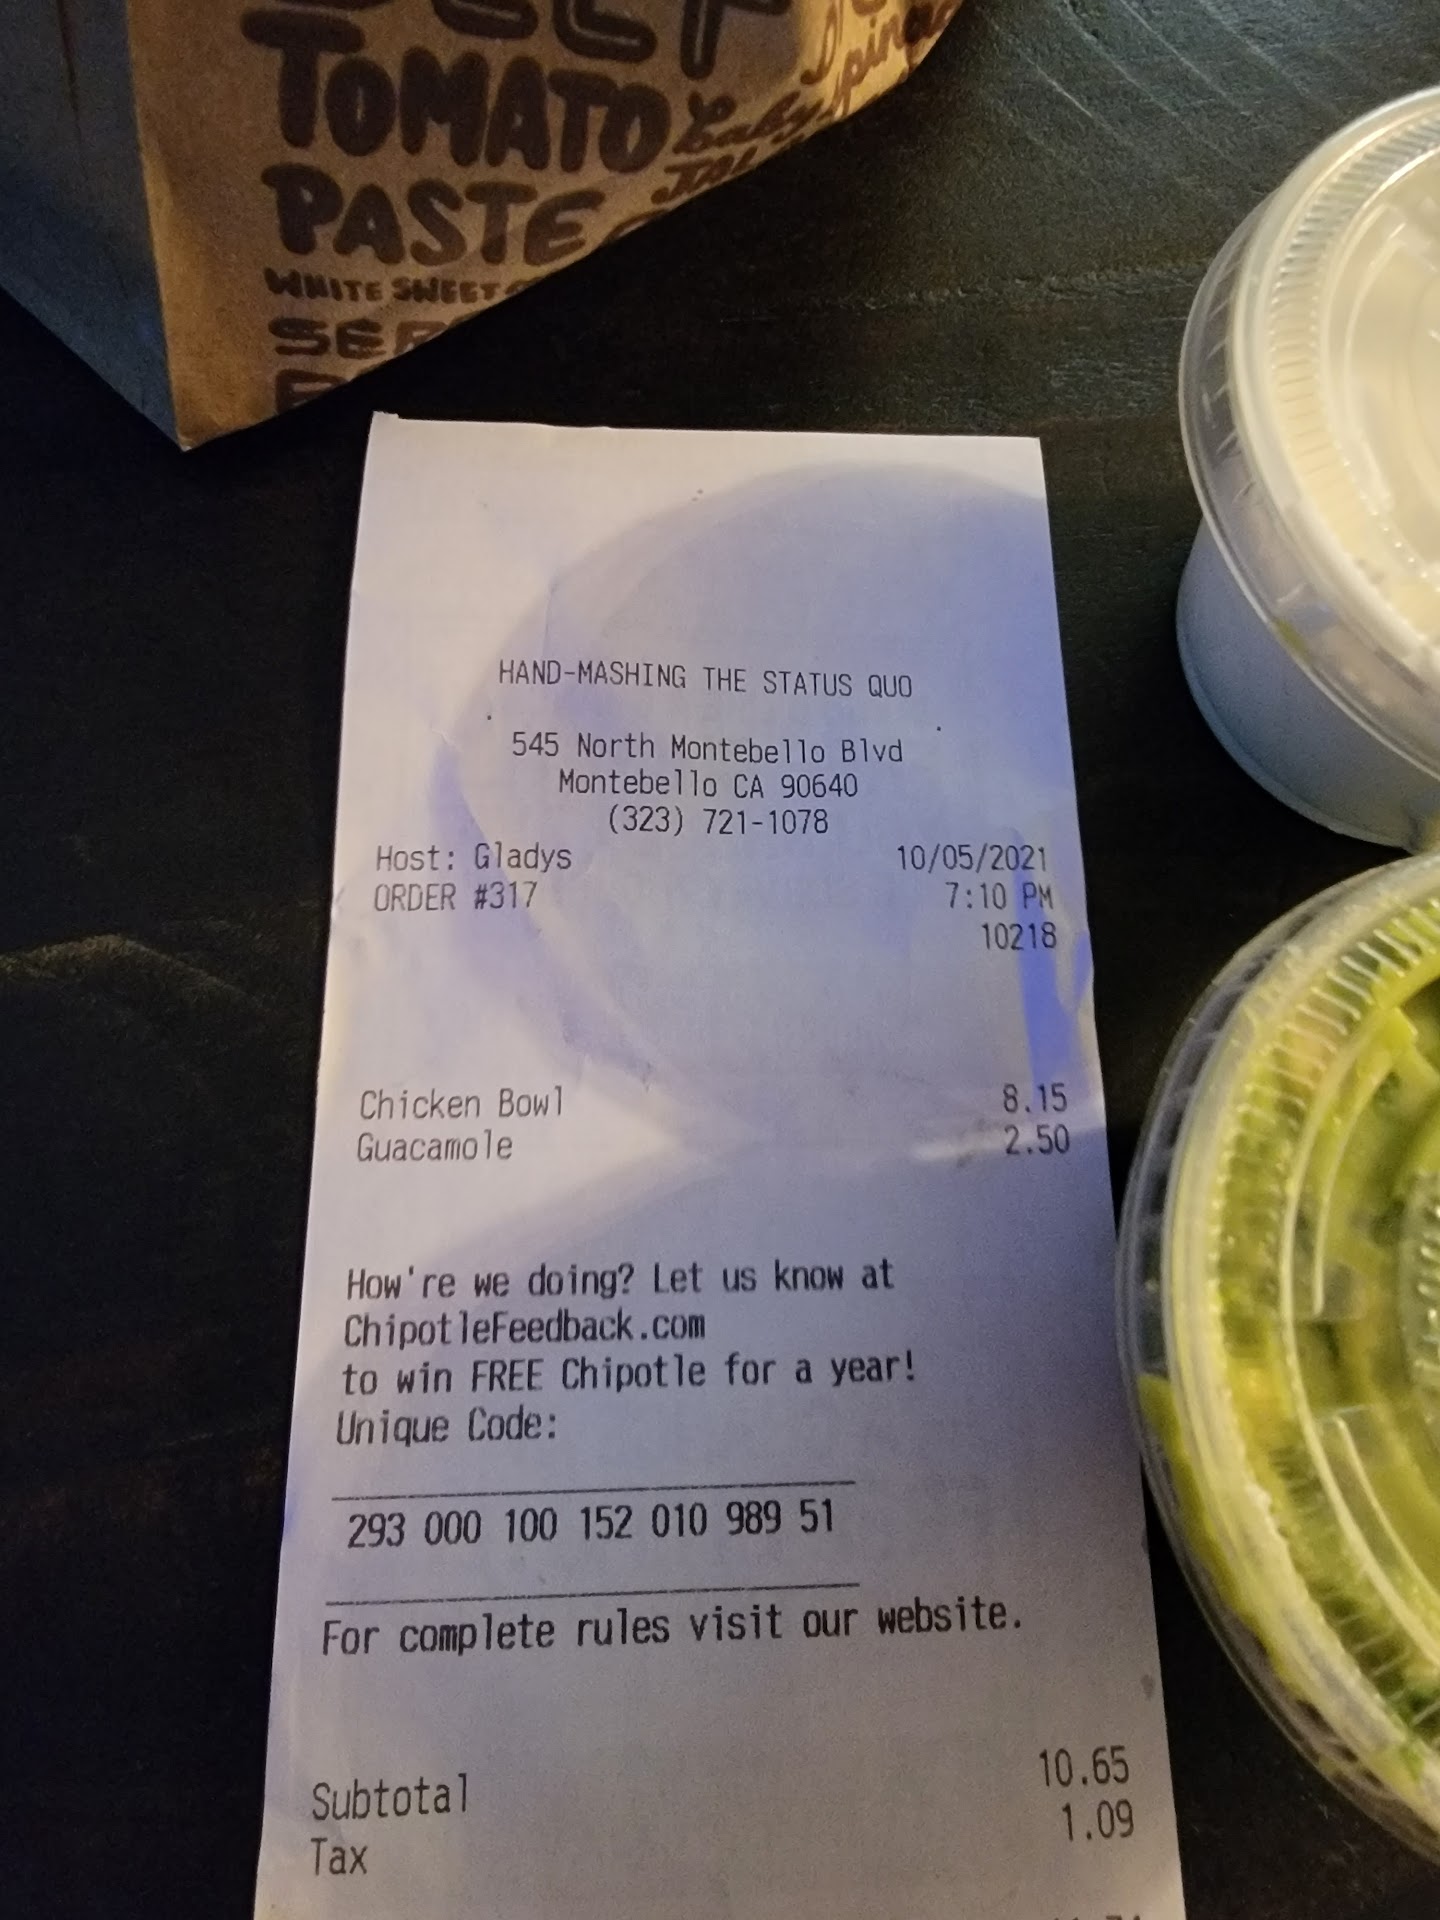 TOMATO
PASTE
Baby Spin
WHITE SWEET
HAND-MASHING THE STATUS QUO
545 North Montebello Blvd
Montebello CA 90640
(323) 721-1078
Host: Gladys 10/05/2021
ORDER #317 7:10 PM
10218
Chicken Bowl 8.15
Guacamole 2.50
How're we doing? Let us know at
ChipotleFeedback.com
to win FREE Chipotle for a year!
Unique Code:
293 000 100 152 010 989 51
For complete rules visit our website.
Subtotal 10.65
Tax 1.09